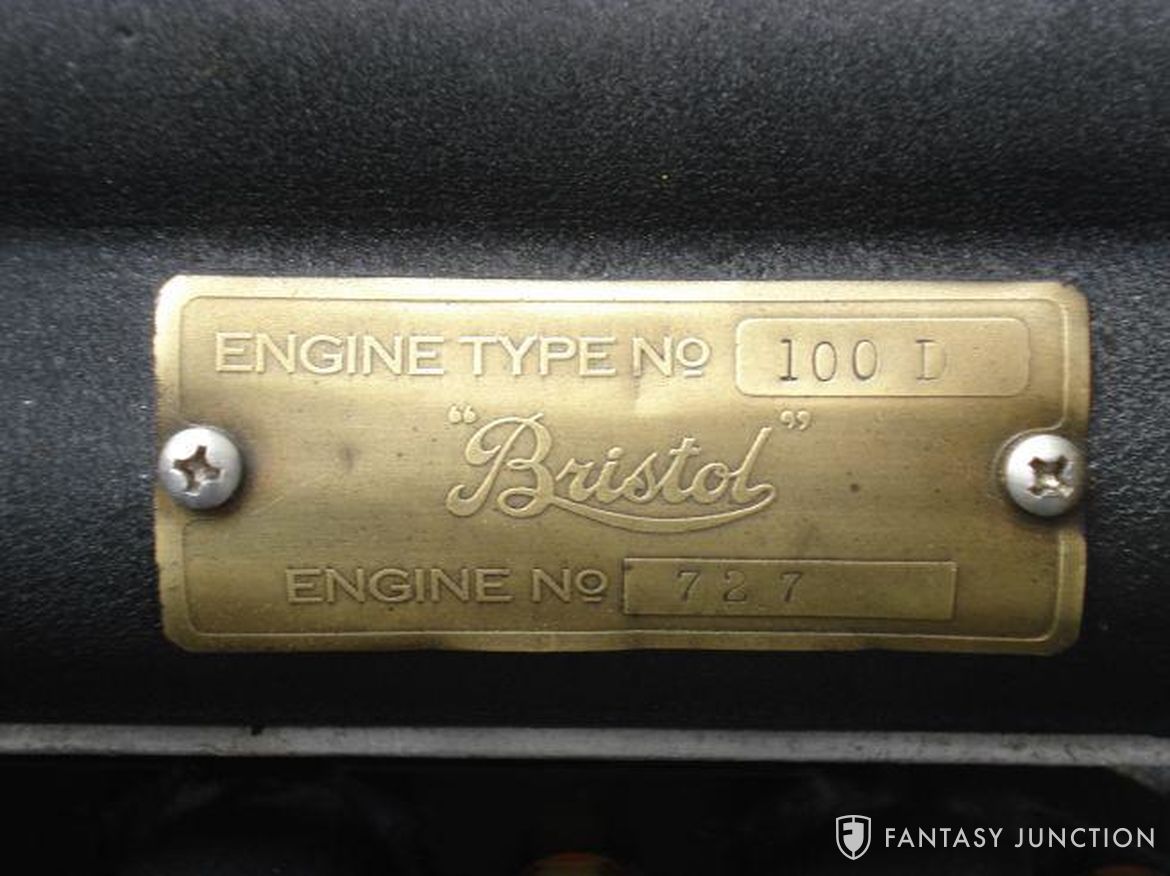 ENGINE TYPE No 100 D
"Bristol"
ENGINE No 727
FANTASY JUNCTION